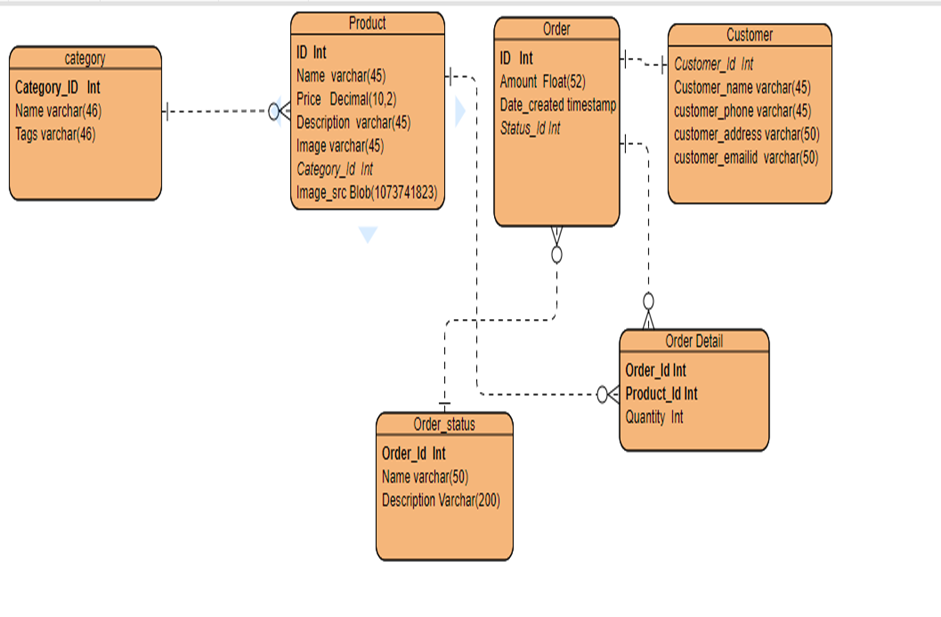 category
Category_ID Int
Name varchar(46)
Tags varchar(46)
Product
ID Int
Name varchar(45)
Price Decimal(10,2)
Description varchar(45)
Image varchar(45)
Category_Id Int
Image_src Blob(1073741823)
Order
ID Int
Amount Float(52)
Date_created timestamp
Status_Id Int
Customer
Customer_Id Int
Customer_name varchar(45)
customer_phone varchar(45)
customer_address varchar(50)
customer_emailid varchar(50)
Order_status
Order_Id Int
Name varchar(50)
Description Varchar(200)
Order Detail
Order_Id Int
Product_Id Int
Quantity Int